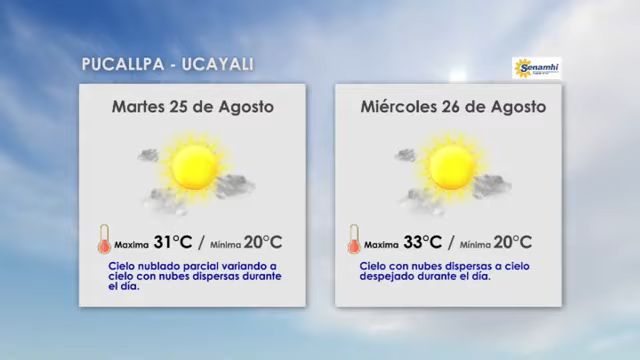 PUCALLPA - UCAYALI
Senamhi
Martes 25 de Agosto
Maxima 31°C / Mínima 20°C
Cielo nublado parcial variando a
cielo con nubes dispersas durante
el día.
Miércoles 26 de Agosto
Maxima 33°C / Mínima 20°C
Cielo con nubes dispersas a cielo
despejado durante el día.